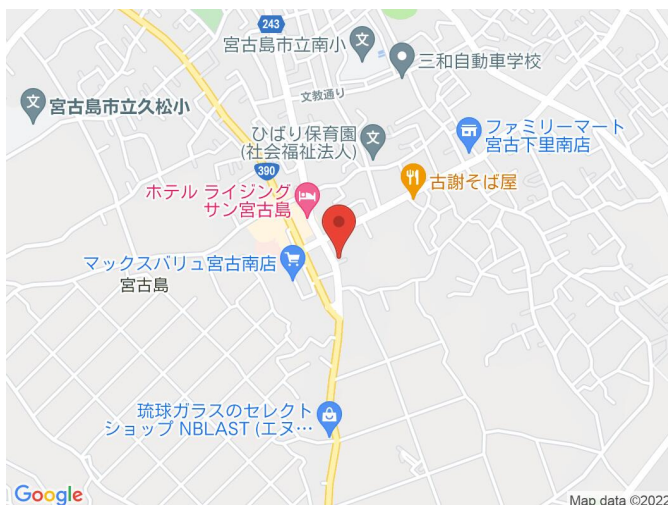 243
宮古島市立南小
三和自動車学校
文教通り
文
文
宮古島市立久松小
ひばり保育園
(社会福祉法人)
文
ファミリーマート
宮古下里南店
390
ホテル ライジング
サン宮古島
古謝そば屋
マックスバリュ宮古南店
宮古島
琉球ガラスのセレクト
ショップ NBLAST (エヌ…
Google
Map data ©2022